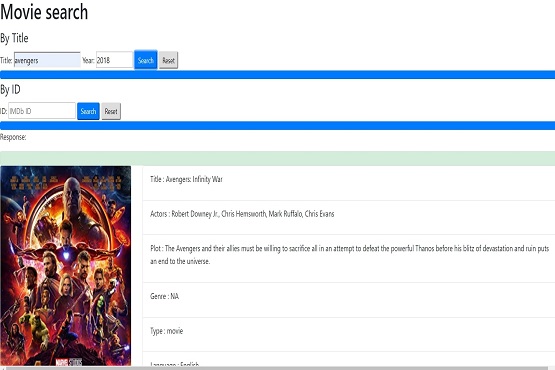 Movie search
By Title
Title: avengers Year: 2018 Search Reset
By ID
ID: IMDb ID Search Reset
Response:
Title : Avengers: Infinity War
Actors : Robert Downey Jr., Chris Hemsworth, Mark Ruffalo, Chris Evans
Plot : The Avengers and their allies must be willing to sacrifice all in an attempt to defeat the powerful Thanos before his blitz of devastation and ruin puts
an end to the universe.
Genre : NA
Type : movie
Language : English
MARVEL STUDIOS